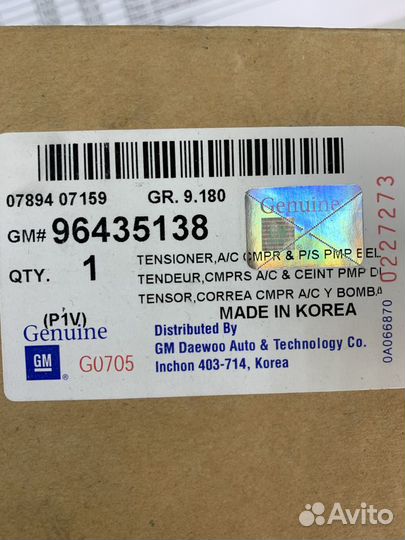 07894 07159 GR. 9.180
Genuine
GM# 96435138
TENSIONER,A/C CMPR & P/S PMP BEL
QTY. 1
TENDEUR,CMPRS A/C & CEINT PMP DI
TENSOR,CORREA CMPR A/C Y BOMBA
(P1V)
MADE IN KOREA
Genuine
Distributed By
GM Daewoo Auto & Technology Co.
GM G0705
Inchon 403-714, Korea
0A066870 0227273
Avito